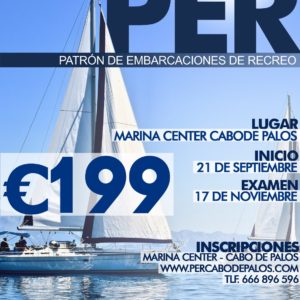 PER
PATRÓN DE EMBARCACIONES DE RECREO
LUGAR
MARINA CENTER CABODE PALOS
INICIO
21 DE SEPTIEMBRE
€199
EXAMEN
17 DE NOVIEMBRE
INSCRIPCIONES
MARINA CENTER - CABO DE PALOS
WWW.PERCABODEPALOS.COM
TLF. 666 896 596